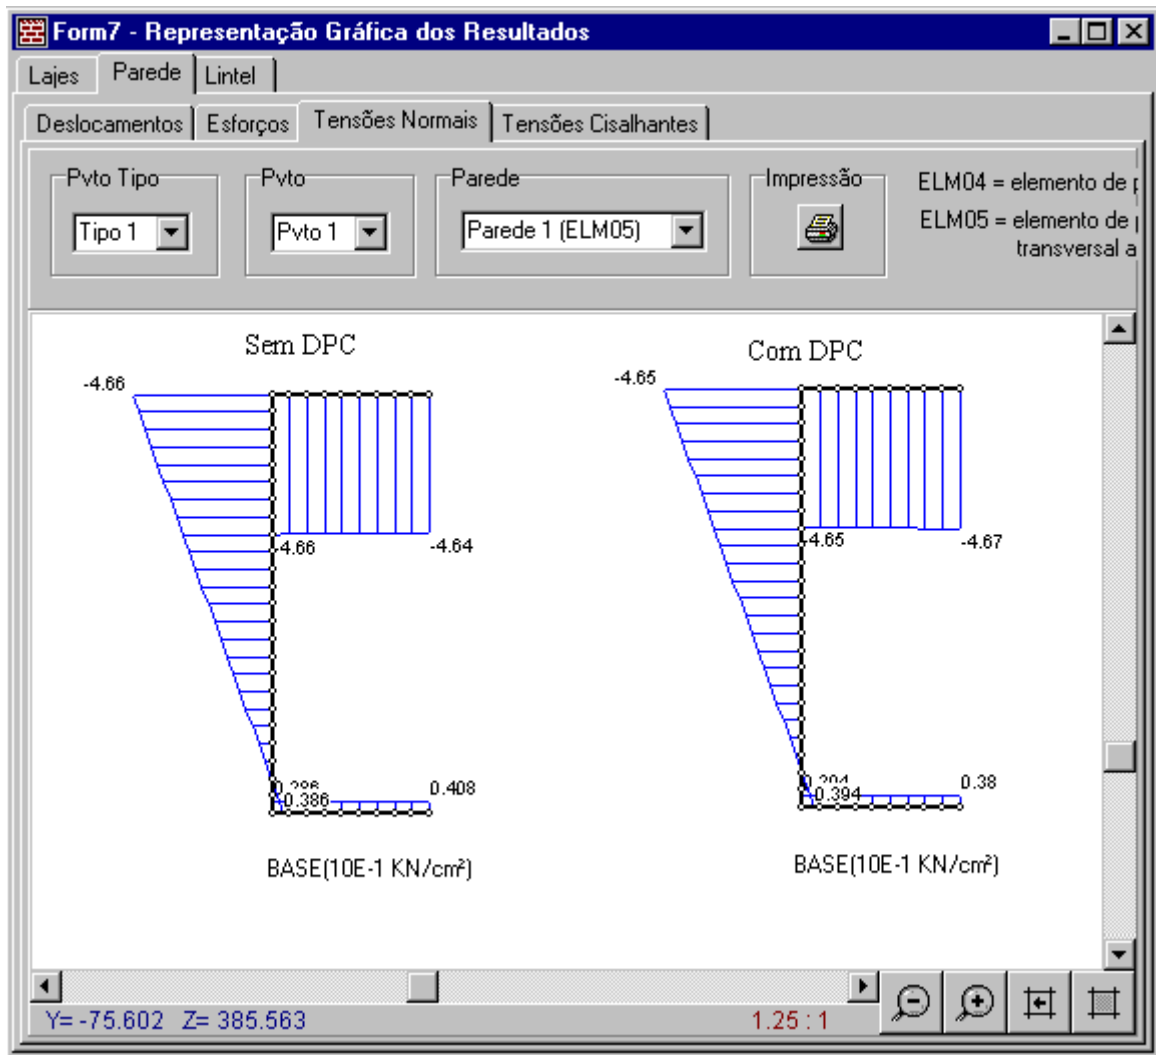 Form7 - Representação Gráfica dos Resultados
Lajes Parede Lintel
Deslocamentos Esforços Tensões Normais Tensões Cisalhantes
Pvto Tipo Pvto Parede Impressão
ELM04 = elemento de
Tipo 1 Pvto 1 Parede 1 (ELM05)
ELM05 = elemento de
transversal a
Sem DPC Com DPC
-4.66 -4.65
-4.66 -4.64 -4.65 -4.67
0.408 0.38
0.386 0.394
BASE(10E-1 KN/cm²) BASE(10E-1 KN/cm²)
Y= -75.602 Z= 385.563 1.25 : 1